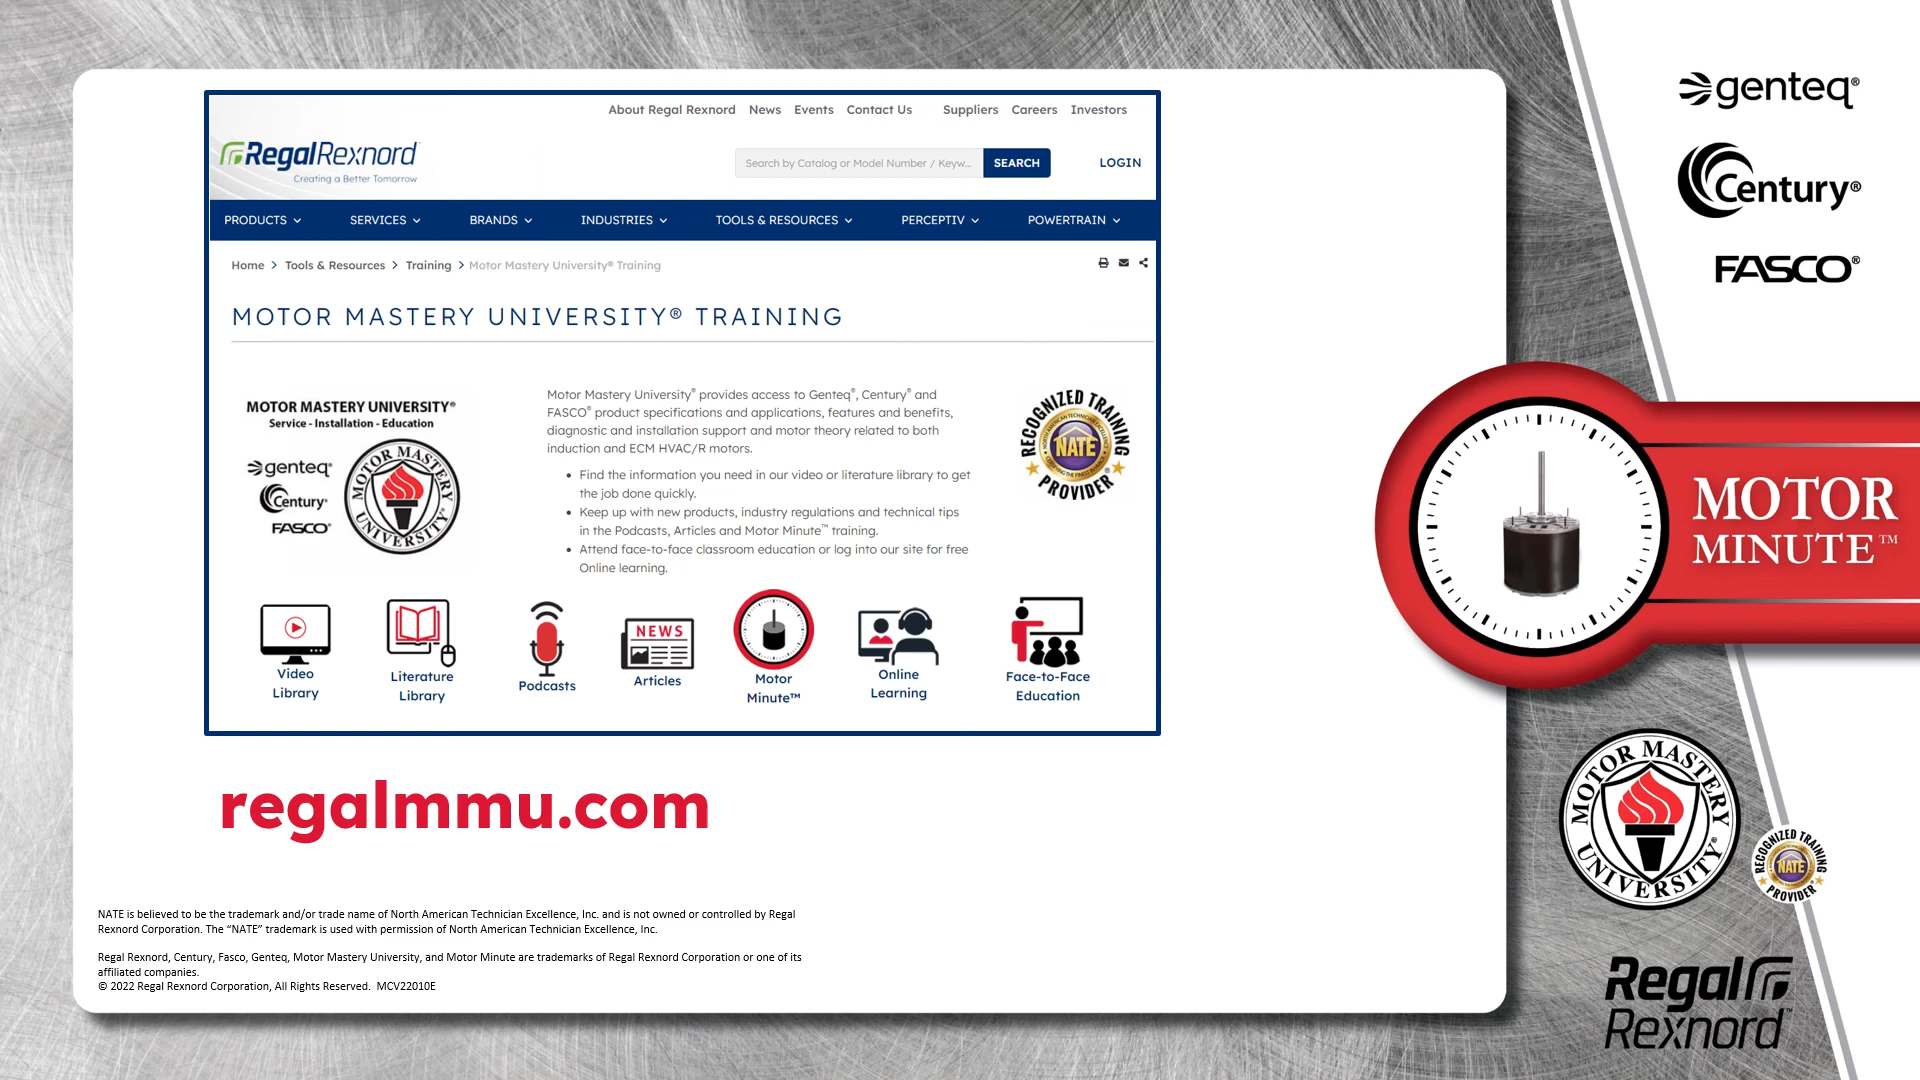 About Regal Rexnord News Events Contact Us Suppliers Careers Investors
RegalRexnord
Creating a Better Tomorrow
Search by Catalog or Model Number / Keyw... SEARCH LOGIN
PRODUCTS SERVICES BRANDS INDUSTRIES TOOLS & RESOURCES PERCEPTIV POWERTRAIN
Home > Tools & Resources > Training > Motor Mastery University® Training
MOTOR MASTERY UNIVERSITY® TRAINING
MOTOR MASTERY UNIVERSITY®
Service - Installation - Education
genteq®
Century®
FASCO®
MOTOR MASTERY UNIVERSITY®
Motor Mastery University® provides access to Genteq®, Century® and
FASCO® product specifications and applications, features and benefits,
diagnostic and installation support and motor theory related to both
induction and ECM HVAC/R motors.
• Find the information you need in our video or literature library to get
the job done quickly.
• Keep up with new products, industry regulations and technical tips
in the Podcasts, Articles and Motor Minute™ training.
• Attend face-to-face classroom education or log into our site for free
Online learning.
RECOGNIZED TRAINING
NATE
PROVIDER
Video
Library
Literature
Library
Podcasts
NEWS
Articles
Motor
Minute™
Online
Learning
Face-to-Face
Education
regalmmu.com
NATE is believed to be the trademark and/or trade name of North American Technician Excellence, Inc. and is not owned or controlled by Regal
Rexnord Corporation. The “NATE” trademark is used with permission of North American Technician Excellence, Inc.
Regal Rexnord, Century, Fasco, Genteq, Motor Mastery University, and Motor Minute are trademarks of Regal Rexnord Corporation or one of its
affiliated companies.
© 2022 Regal Rexnord Corporation, All Rights Reserved. MCV22010E
genteq®
Century®
FASCO®
MOTOR
MINUTE™
MOTOR MASTERY UNIVERSITY®
RECOGNIZED TRAINING
NATE
PROVIDER
Regal
Rexnord™